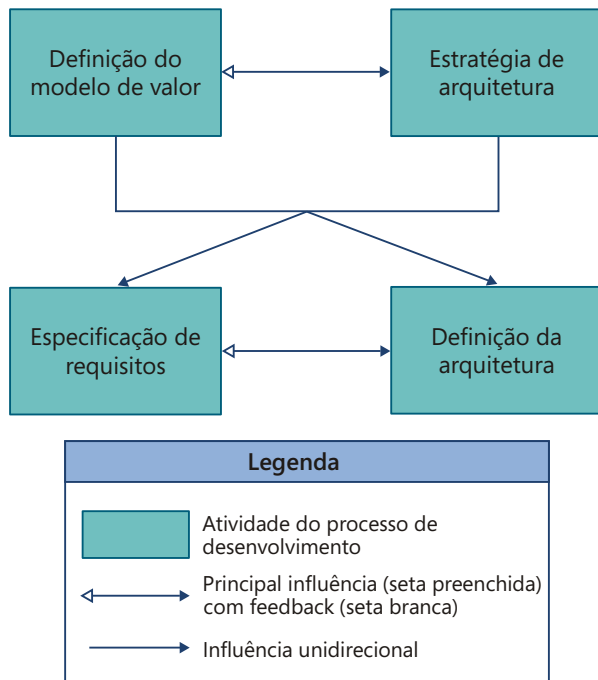 Definição do
modelo de valor
Estratégia de
arquitetura
Especificação de
requisitos
Definição da
arquitetura
Legenda
Atividade do processo de
desenvolvimento
Principal influência (seta preenchida)
com feedback (seta branca)
Influência unidirecional